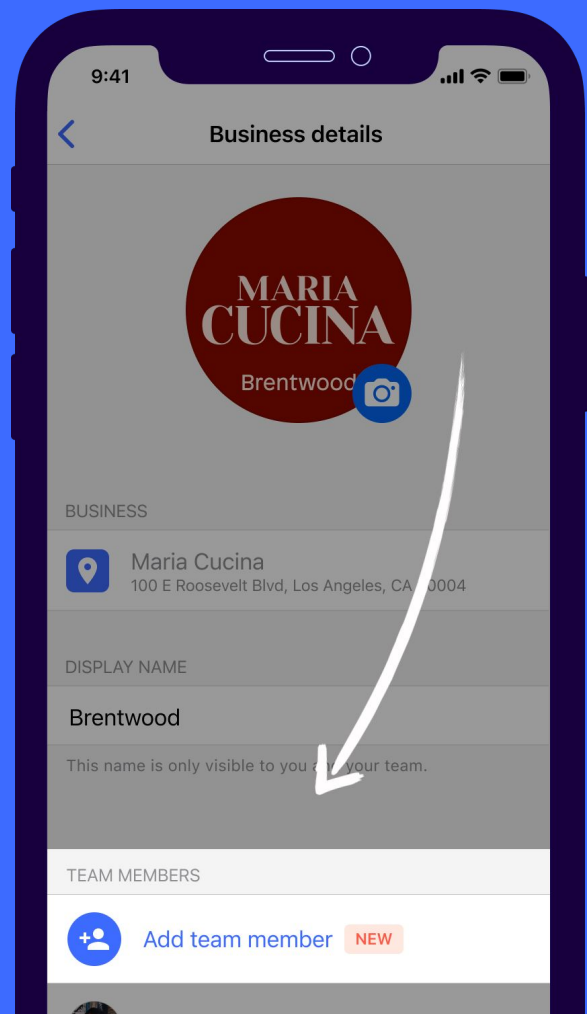 9:41
Business details
MARIA
CUCINA
Brentwood
BUSINESS
Maria Cucina
100 E Roosevelt Blvd, Los Angeles, CA 0004
DISPLAY NAME
Brentwood
This name is only visible to you your team.
TEAM MEMBERS
Add team member NEW